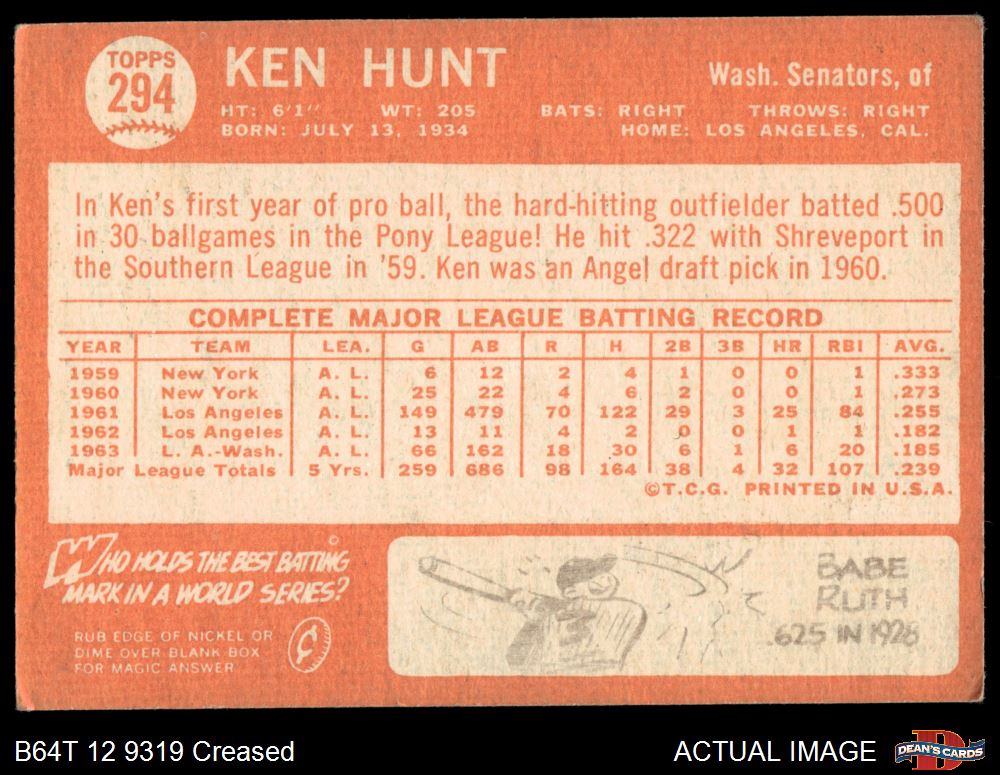 TOPPS
294
KEN HUNT
Wash. Senators, of
HT: 6'1" WT: 205 BATS: RIGHT THROWS: RIGHT
BORN: JULY 13, 1934 HOME: LOS ANGELES, CAL.
In Ken's first year of pro ball, the hard-hitting outfielder batted .500
in 30 ballgames in the Pony League! He hit .322 with Shreveport in
the Southern League in '59. Ken was an Angel draft pick in 1960.
COMPLETE MAJOR LEAGUE BATTING RECORD
YEAR TEAM LEA. G AB R H 2B 3B HR RBI AVG.
1959 New York A. L. 6 12 2 4 1 0 0 1 .333
1960 New York A. L. 25 22 4 6 2 0 0 1 .273
1961 Los Angeles A. L. 149 479 70 122 29 3 25 84 .255
1962 Los Angeles A. L. 13 11 4 2 0 0 1 1 .182
1963 L. A.-Wash. A. L. 66 162 18 30 6 1 6 20 .185
Major League Totals 5 Yrs. 259 686 98 164 38 4 32 107 .239
©T.C.G. PRINTED IN U.S.A.
WHO HOLDS THE BEST BATTING
MARK IN A WORLD SERIES?
RUB EDGE OF NICKEL OR
DIME OVER BLANK BOX
FOR MAGIC ANSWER
¢
3
BABE
RUTH
.625 IN 1928
B64T 12 9319 Creased
ACTUAL IMAGE
D
DEAN'S CARDS